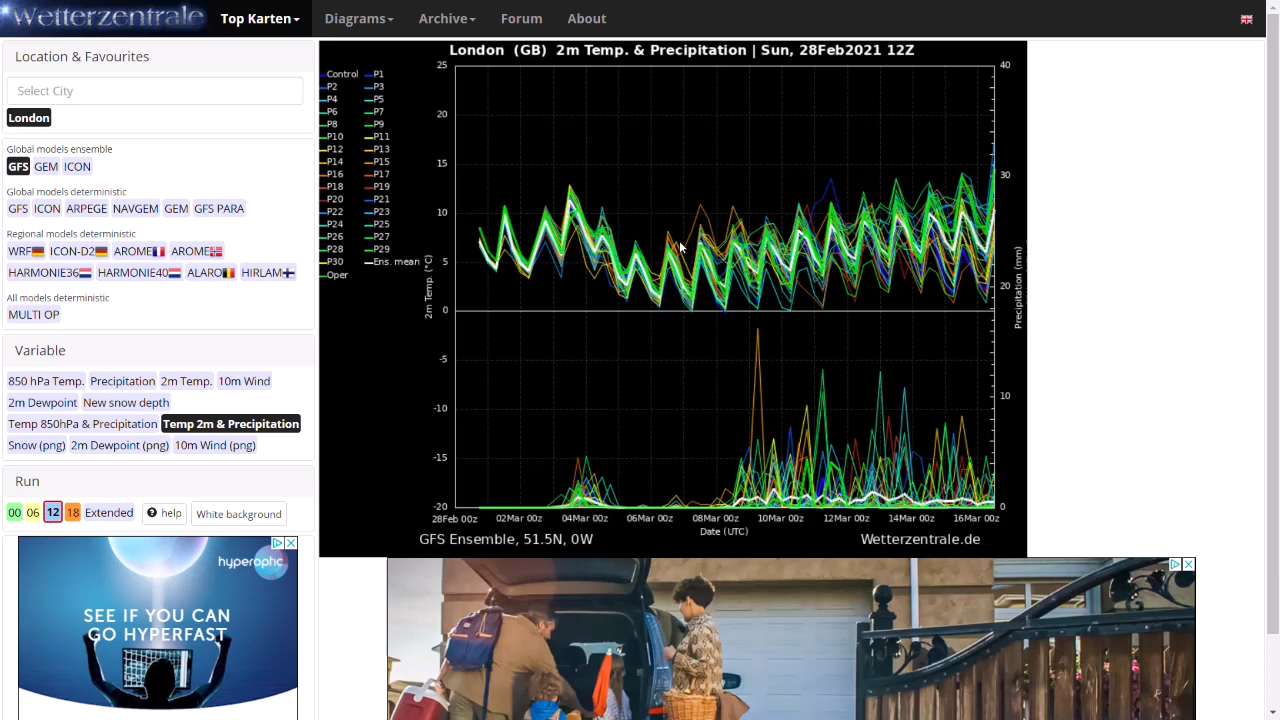 Wetterzentrale
Top Karten
Diagrams
Archive
Forum
About
Location & Favourites
Select City
London
Global models ensemble
GFS GEM ICON
Global models deterministic
GFS ICON ARPEGE NAVGEM GEM GFS PARA
Regional models deterministic
WRF ICON-D2 AROME AROME
HARMONIE36 HARMONIE40 ALARO HIRLAM
All models deterministic
MULTI OP
Variable
850 hPa Temp. Precipitation 2m Temp. 10m Wind
2m Dewpoint New snow depth
Temp 850hPa & Precipitation Temp 2m & Precipitation
Snow (png) 2m Dewpoint (png) 10m Wind (png)
Run
00 06 12 18 Extended help White background
hyperoptic
SEE IF YOU CAN
GO HYPERFAST
London (GB) 2m Temp. & Precipitation | Sun, 28Feb2021 12Z
Control P1
P2 P3
P4 P5
P6 P7
P8 P9
P10 P11
P12 P13
P14 P15
P16 P17
P18 P19
P20 P21
P22 P23
P24 P25
P26 P27
P28 P29
P30 Ens. mean
Oper
25
20
15
10
5
0
-5
-10
-15
-20
2m Temp. (°C)
40
30
20
10
0
Precipitation (mm)
28Feb 00z 02Mar 00z 04Mar 00z 06Mar 00z 08Mar 00z 10Mar 00z 12Mar 00z 14Mar 00z 16Mar 00z
Date (UTC)
GFS Ensemble, 51.5N, 0W
Wetterzentrale.de